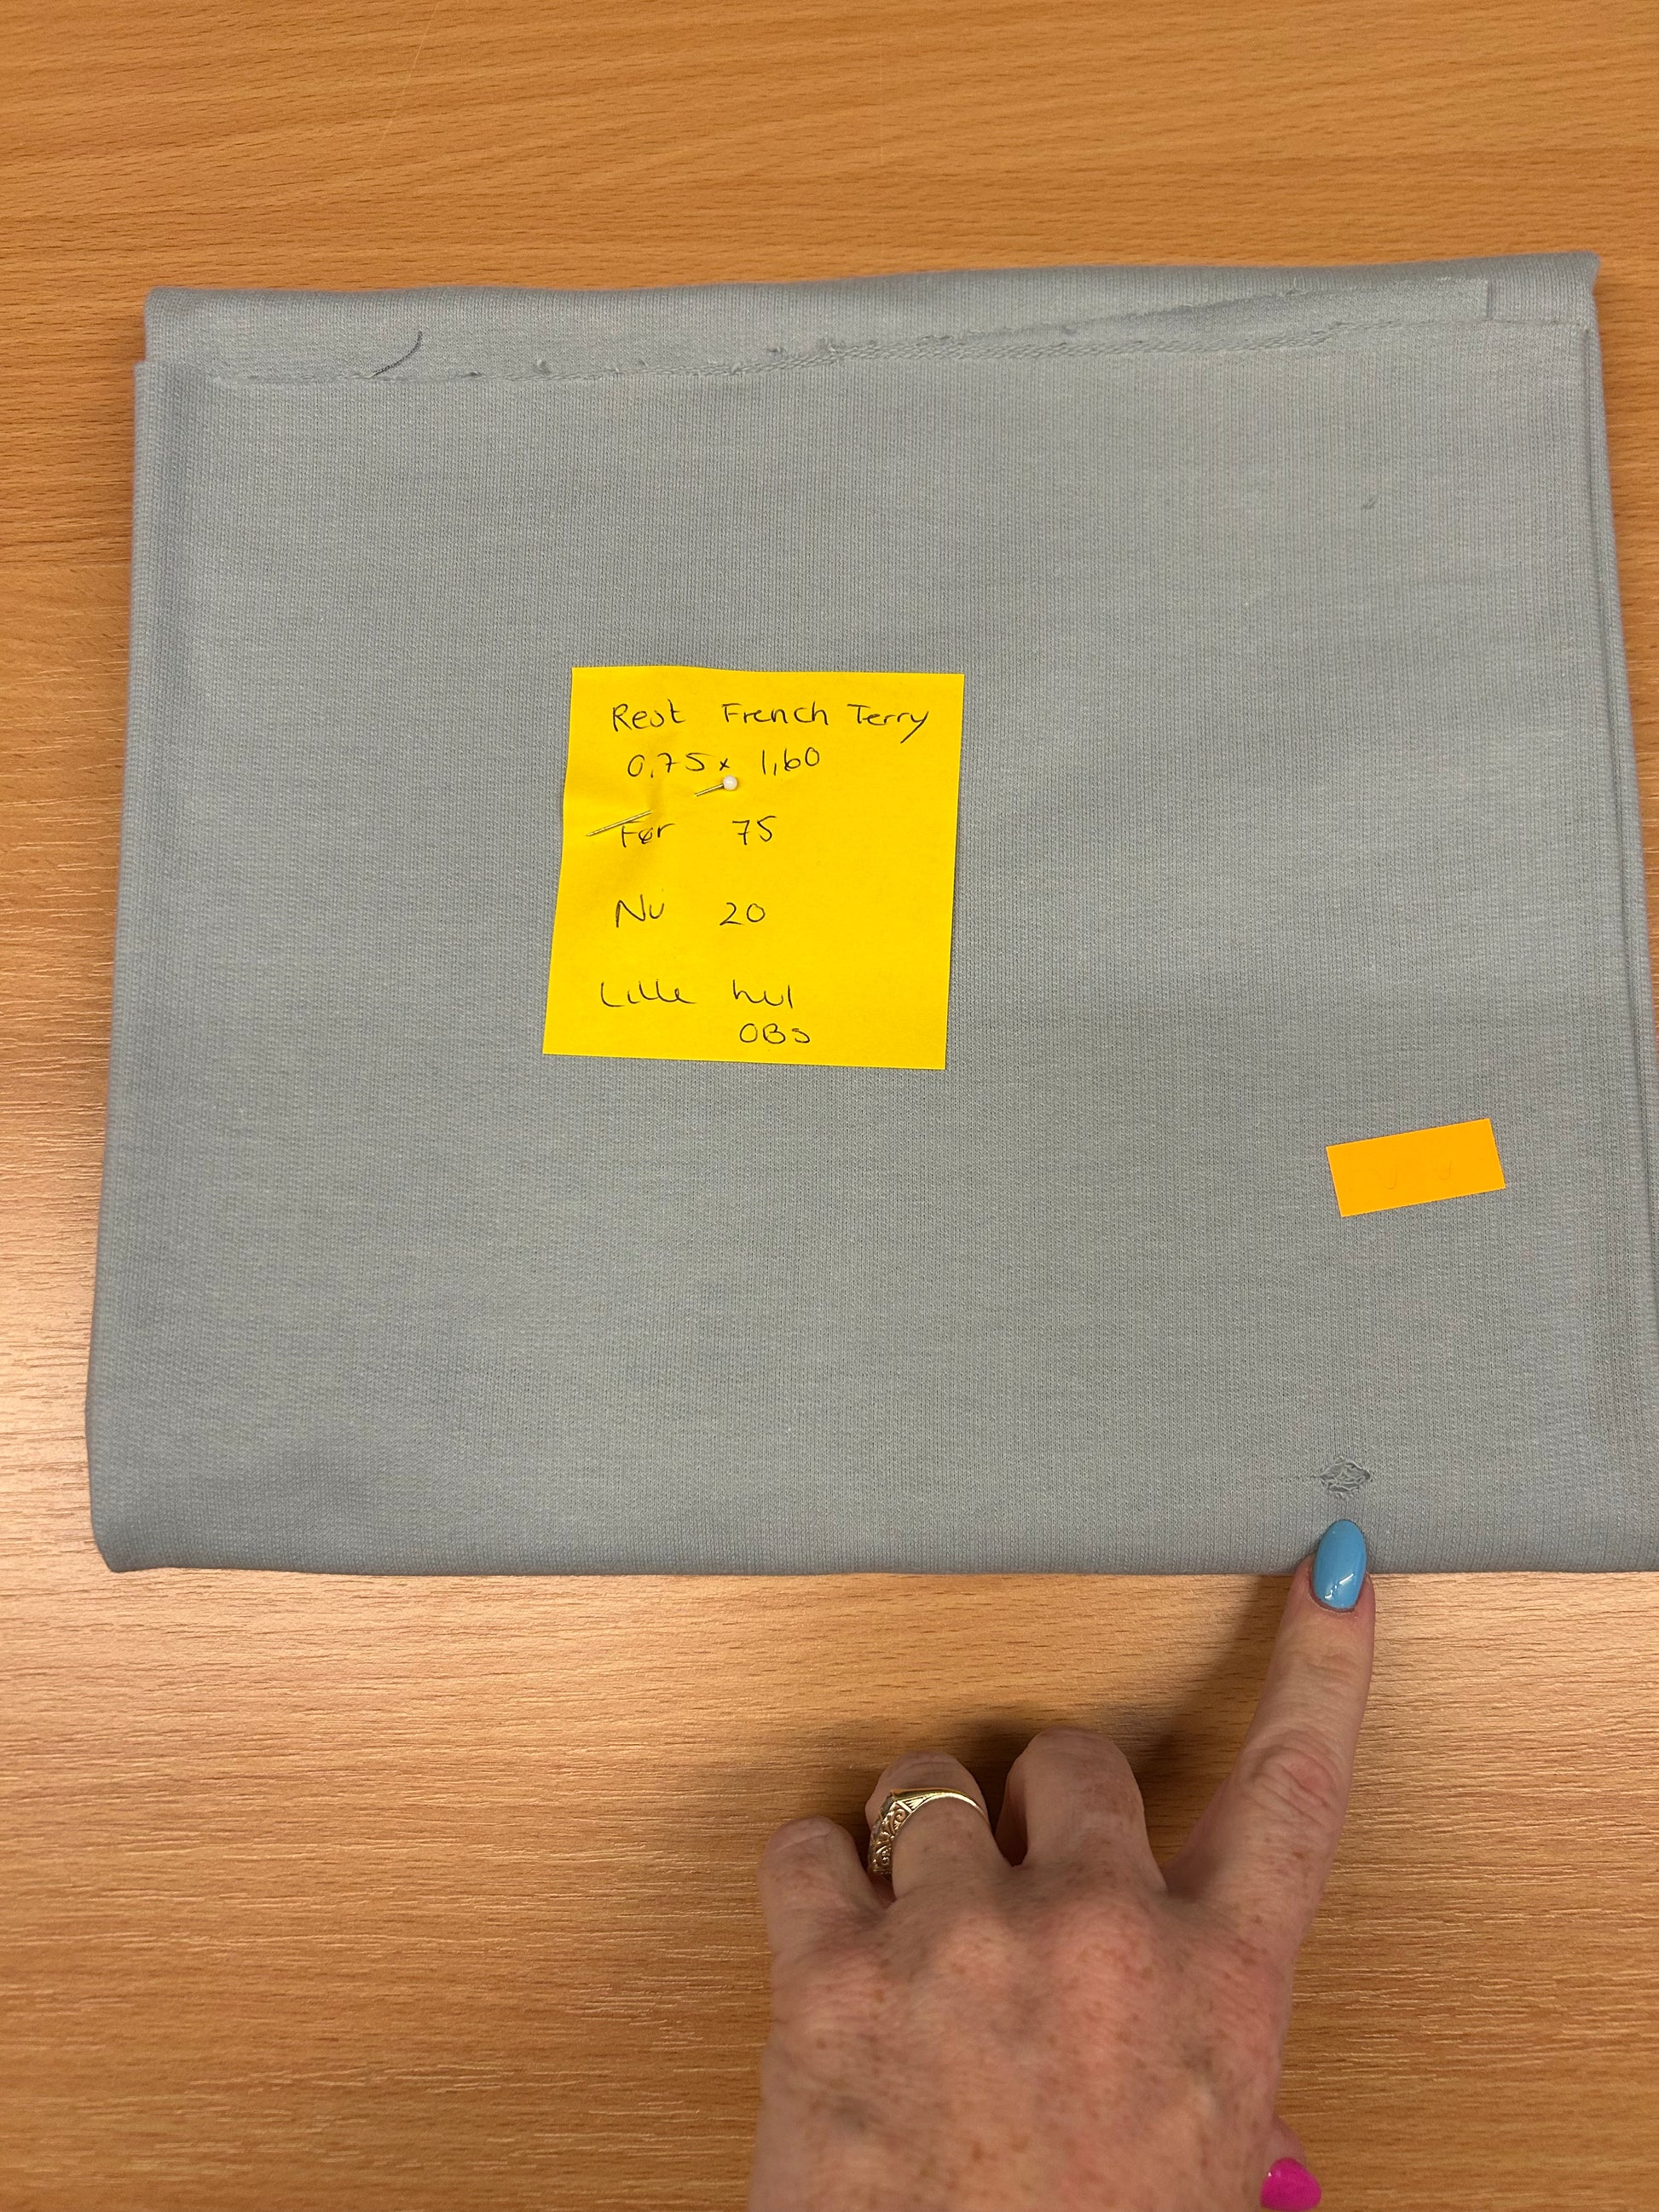 Rest French Terry
0,75 x 1,60
Før 75
Nu 20
Lille hul
OBS